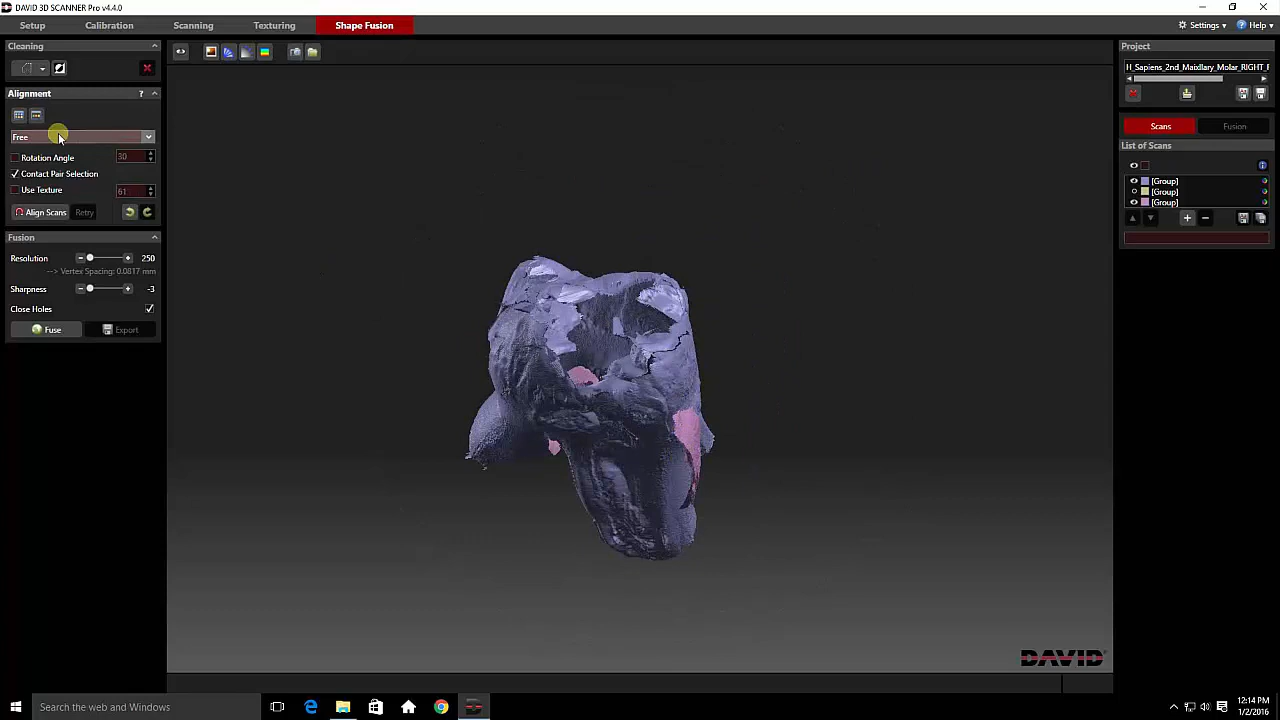 DAVID 3D SCANNER Pro v4.4.0
Setup
Calibration
Scanning
Texturing
Shape Fusion
Settings
Help
Cleaning
Alignment
?
Free
Rotation Angle
30
Contact Pair Selection
Use Texture
61
Align Scans
Retry
Fusion
Resolution
250
--> Vertex Spacing: 0.0817 mm
Sharpness
-3
Close Holes
Fuse
Export
Project
Scans
Fusion
List of Scans
[Group]
[Group]
[Group]
DAVID
Search the web and Windows
12:14 PM
1/2/2016